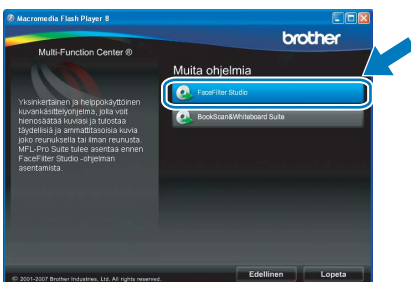 Macromedia Flash Player 8
brother
Multi-Function Center ®
Muita ohjelmia
FaceFilter Studio
BookScan&Whiteboard Suite
Yksinkertainen ja helppokäyttöinen
kuvankäsittelyohjelma, jolla voit
hienosäätää kuviasi ja tulostaa
täydellisiä ja ammattitasoisia kuvia
joko reunuksella tai ilman reunusta.
MFL-Pro Suite tulee asentaa ennen
FaceFilter Studio -ohjelman
asentamista.
Edellinen
Lopeta
© 2001-2007 Brother Industries, Ltd. All rights reserved.